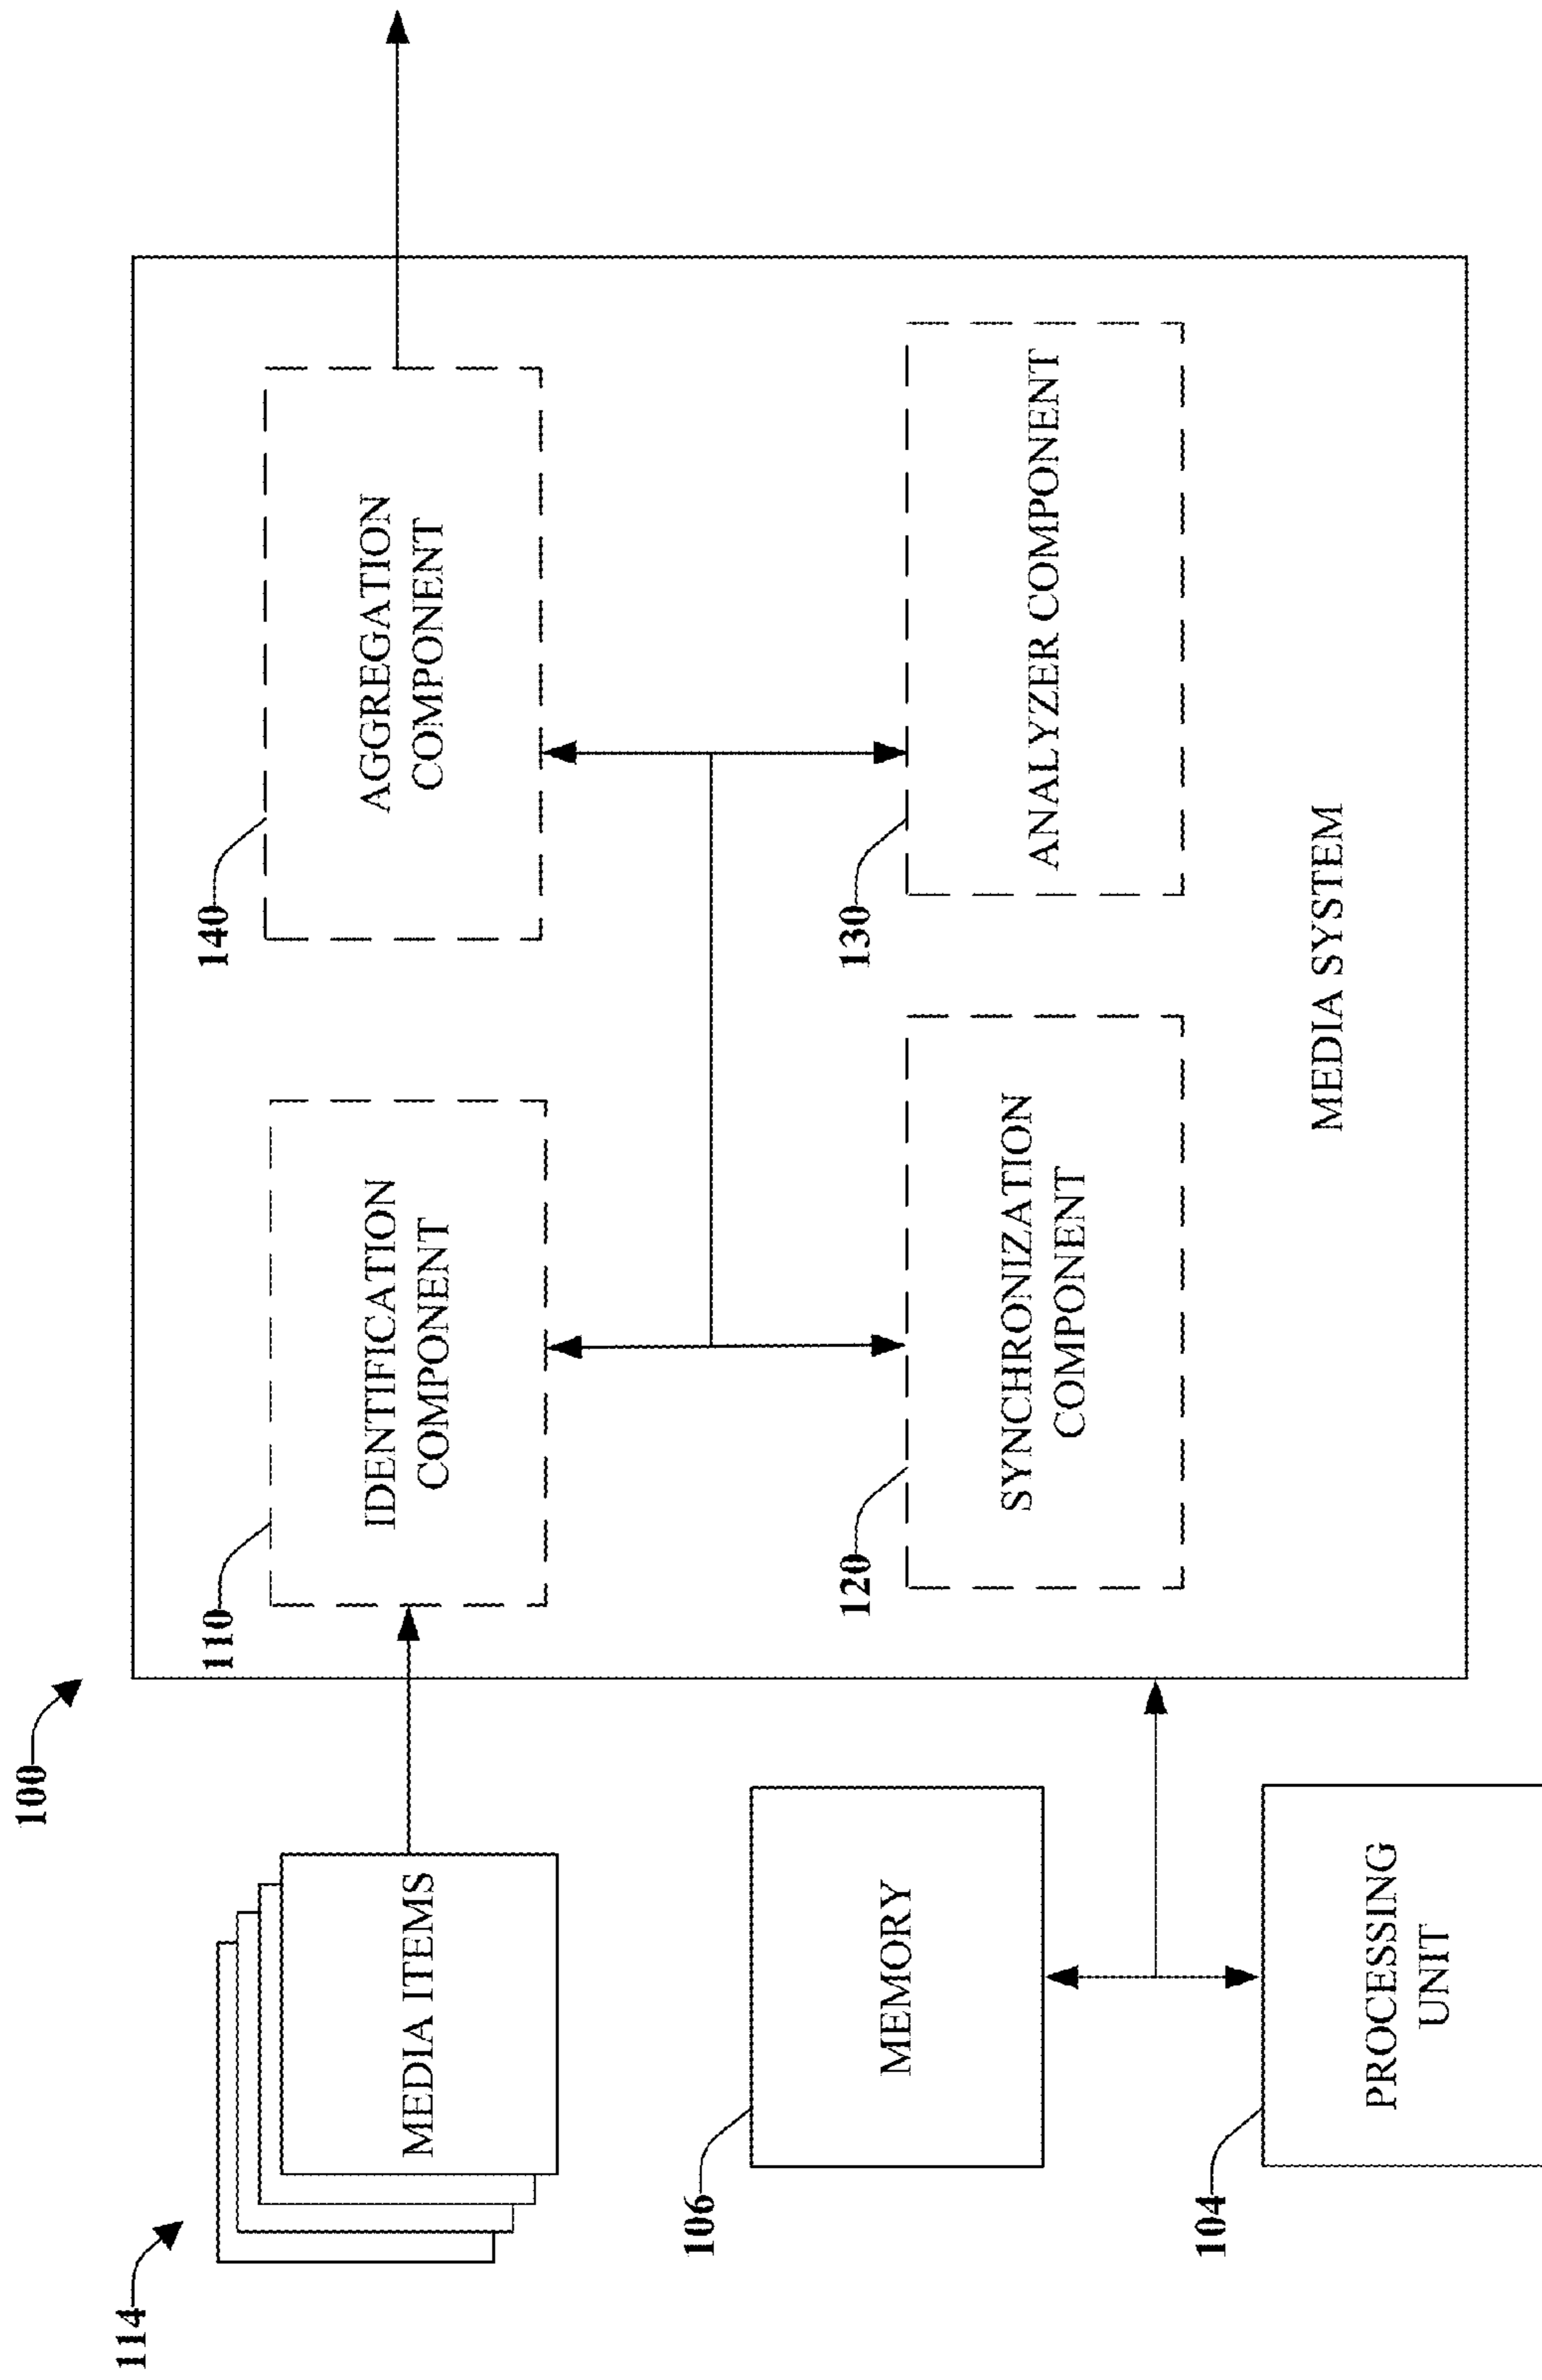 100
114
MEDIA ITEMS
110
IDENTIFICATION
COMPONENT
140
AGGREGATION
COMPONENT
106
MEMORY
120
SYNCHRONIZATION
COMPONENT
130
ANALYZER COMPONENT
104
PROCESSING
UNIT
MEDIA SYSTEM